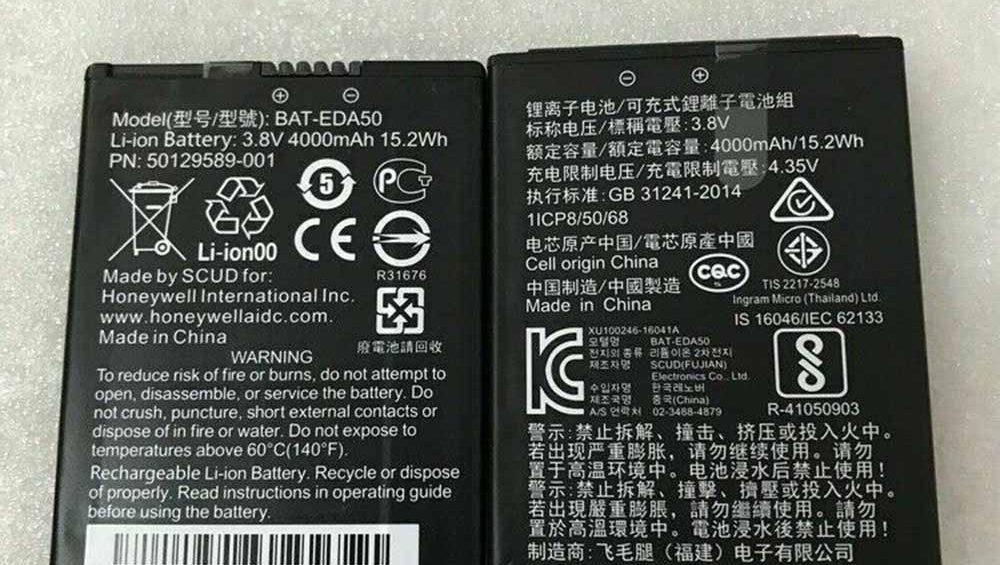 Model(型号/型號): BAT-EDA50
Li-ion Battery: 3.8V 4000mAh 15.2Wh
PN: 50129589-001
5
Li-ion00
CE
R31676
Made by SCUD for:
Honeywell International Inc.
www.honeywellaidc.com.
Made in China
廢電池請回收
WARNING
To reduce risk of fire or burns, do not attempt to
open, disassemble, or service the battery. Do
not crush, puncture, short external contacts or
dispose of in fire or water. Do not expose to
temperatures above 60°C(140°F).
Rechargeable Li-ion Battery. Recycle or dispose
of properly. Read instructions in operating guide
before using the battery.
锂离子电池/可充式鋰離子電池組
标称电压/標稱電壓:3.8V
额定容量/額定電容量:4000mAh/15.2Wh
充电限制电压/充電限制電壓:4.35V
执行标准: GB 31241-2014
1ICP8/50/68
电芯原产中国/電芯原產中國
Cell origin China
中国制造/中國製造
Made in China
CQC
TIS 2217-2548
Ingram Micro (Thailand) Ltd.
IS 16046/IEC 62133
XU100246-16041A
모델명 BAT-EDA50
전지의 종류 리튬이온 2차전지
제조자명 SCUD(FUJIAN)
Electronics Co., Ltd.
수입자명 한국레노버
제조국명 중국(China)
A/S 연락처 02-3488-4879
R-41050903
警示:禁止拆解、撞击、挤压或投入火中。
若出现严重膨胀，请勿继续使用。请勿
置于高温环境中。电池浸水后禁止使用!
警示:禁止拆解、撞擊、擠壓或投入火中。
若出現嚴重膨脹，請勿繼續使用。請勿
置於高溫環境中。電池浸水後禁止使用!
制造商:飞毛腿（福建）电子有限公司